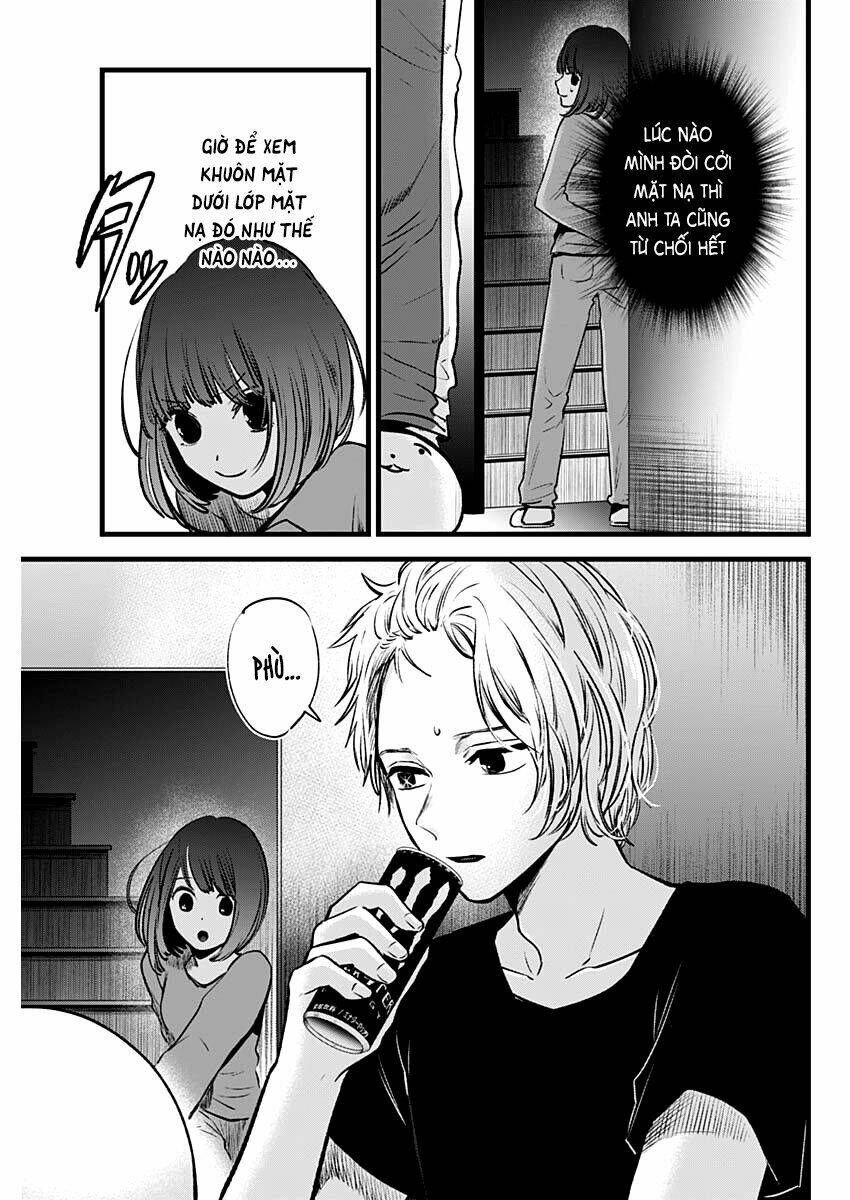 LÚC NÀO
MÌNH ĐÒI CỞI
MẶT NẠ THÌ
ANH TA CŨNG
TỪ CHỐI HẾT
GIỜ ĐỂ XEM
KHUÔN MẶT
DƯỚI LỚP MẶT
NẠ ĐÓ NHƯ THẾ
NÀO NÀO...
PHÙ...